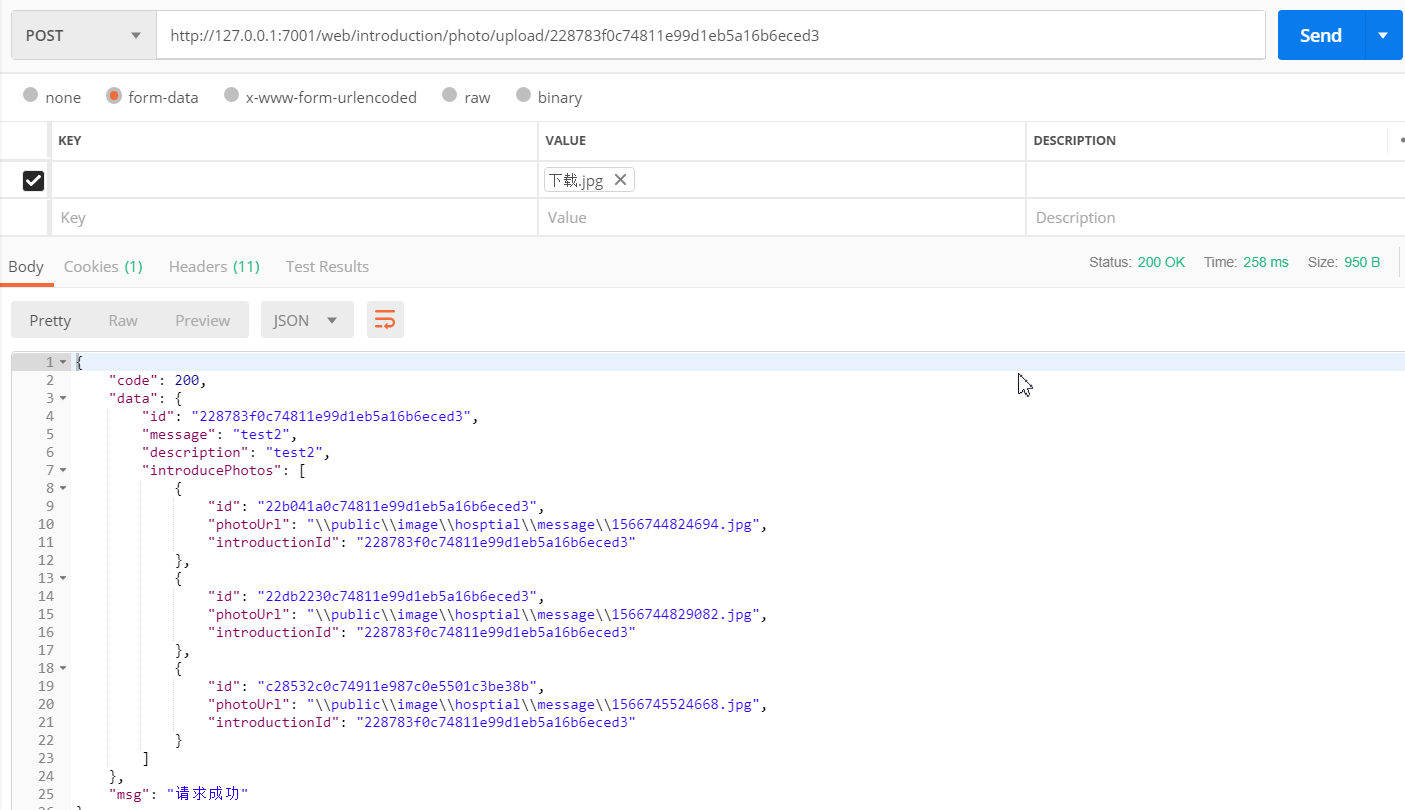 POST http://127.0.0.1:7001/web/introduction/photo/upload/228783f0c74811e99d1eb5a16b6eced3 Send
none form-data x-www-form-urlencoded raw binary
KEY VALUE DESCRIPTION
下载.jpg
Key Value Description
Body Cookies (1) Headers (11) Test Results Status: 200 OK Time: 258 ms Size: 950 B
Pretty Raw Preview JSON
1 {
2 "code": 200,
3 "data": {
4 "id": "228783f0c74811e99d1eb5a16b6eced3",
5 "message": "test2",
6 "description": "test2",
7 "introducePhotos": [
8 {
9 "id": "22b041a0c74811e99d1eb5a16b6eced3",
10 "photoUrl": "\\public\\image\\hosptial\\message\\1566744824694.jpg",
11 "introductionId": "228783f0c74811e99d1eb5a16b6eced3"
12 },
13 {
14 "id": "22db2230c74811e99d1eb5a16b6eced3",
15 "photoUrl": "\\public\\image\\hosptial\\message\\1566744829082.jpg",
16 "introductionId": "228783f0c74811e99d1eb5a16b6eced3"
17 },
18 {
19 "id": "c28532c0c74911e987c0e5501c3be38b",
20 "photoUrl": "\\public\\image\\hosptial\\message\\1566745524668.jpg",
21 "introductionId": "228783f0c74811e99d1eb5a16b6eced3"
22 }
23 ]
24 },
25 "msg": "请求成功"